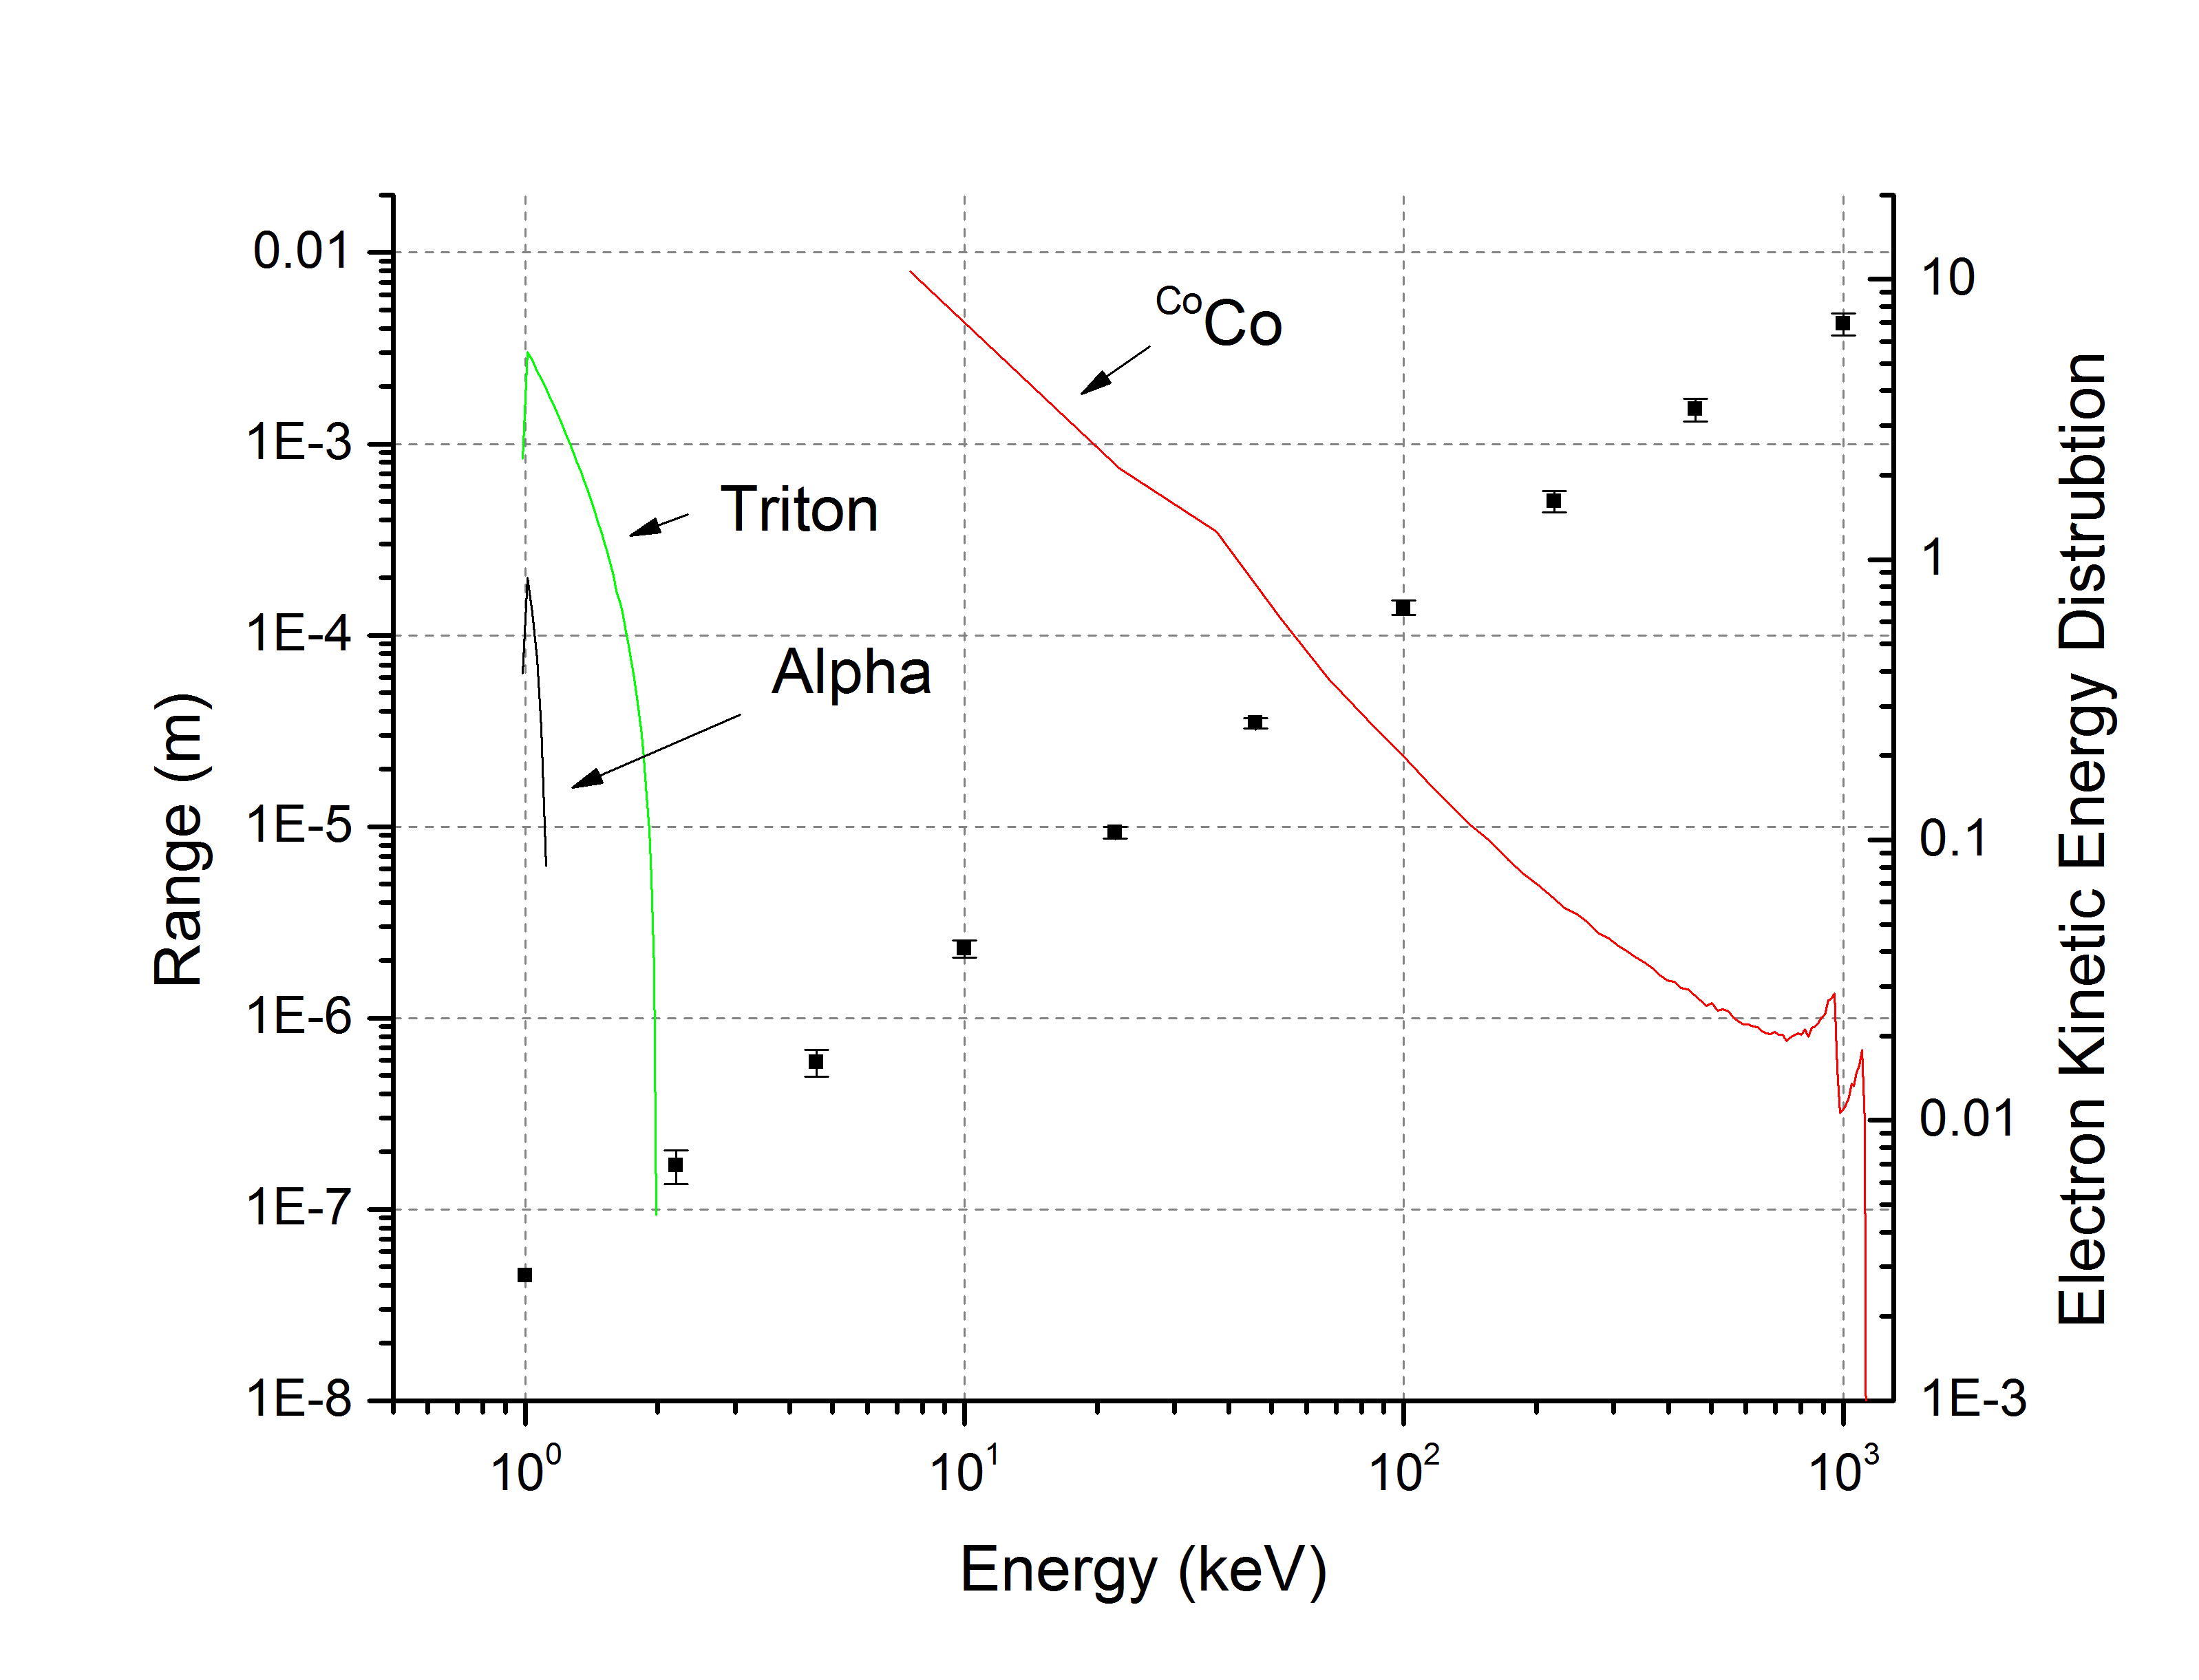 0.01
1E-3
1E-4
1E-5
1E-6
1E-7
1E-8
Range (m)
10
1
0.1
0.01
1E-3
Electron Kinetic Energy Distrubtion
CoCo
Triton
Alpha
10^0
10^1
10^2
10^3
Energy (keV)